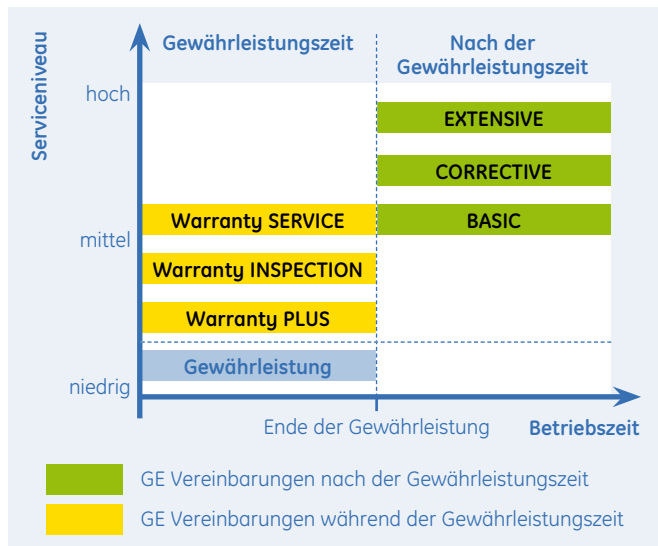 Serviceniveau
Gewährleistungszeit
Nach der
Gewährleistungszeit
hoch
EXTENSIVE
CORRECTIVE
Warranty SERVICE
BASIC
mittel
Warranty INSPECTION
Warranty PLUS
Gewährleistung
niedrig
Ende der Gewährleistung
Betriebszeit
GE Vereinbarungen nach der Gewährleistungszeit
GE Vereinbarungen während der Gewährleistungszeit